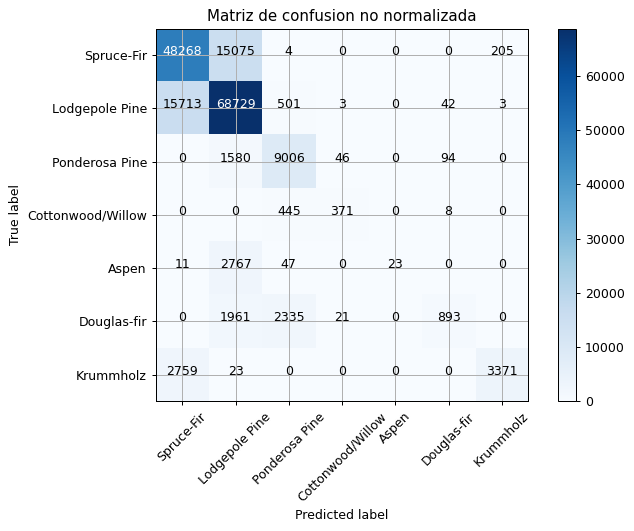 Matriz de confusion no normalizada
True label
Spruce-Fir 48268 15075 4 0 0 0 205
Lodgepole Pine 15713 68729 501 3 0 42 3
Ponderosa Pine 0 1580 9006 46 0 94 0
Cottonwood/Willow 0 0 445 371 0 8 0
Aspen 11 2767 47 0 23 0 0
Douglas-fir 0 1961 2335 21 0 893 0
Krummholz 2759 23 0 0 0 0 3371
Spruce-Fir Lodgepole Pine Ponderosa Pine Cottonwood/Willow Aspen Douglas-fir Krummholz
Predicted label
60000
50000
40000
30000
20000
10000
0